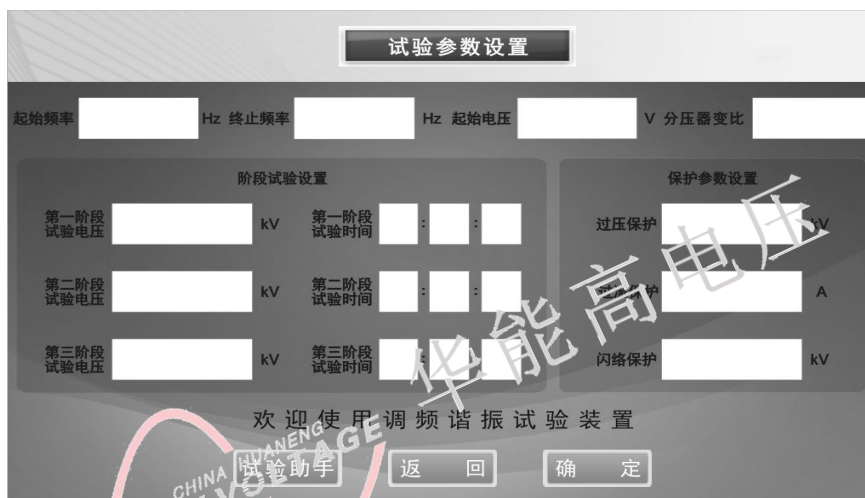 试验参数设置
起始频率 Hz 终止频率 Hz 起始电压 V 分压器变比
阶段试验设置 保护参数设置
第一阶段试验电压 kV 第一阶段试验时间 : : 过压保护 kV
第二阶段试验电压 kV 第二阶段试验时间 : : 过流保护 A
第三阶段试验电压 kV 第三阶段试验时间 : : 闪络保护 kV
华能高电压
欢迎使用调频谐振试验装置
CHINA HUANENG
VOLTAGE
试验助手 返回 确定